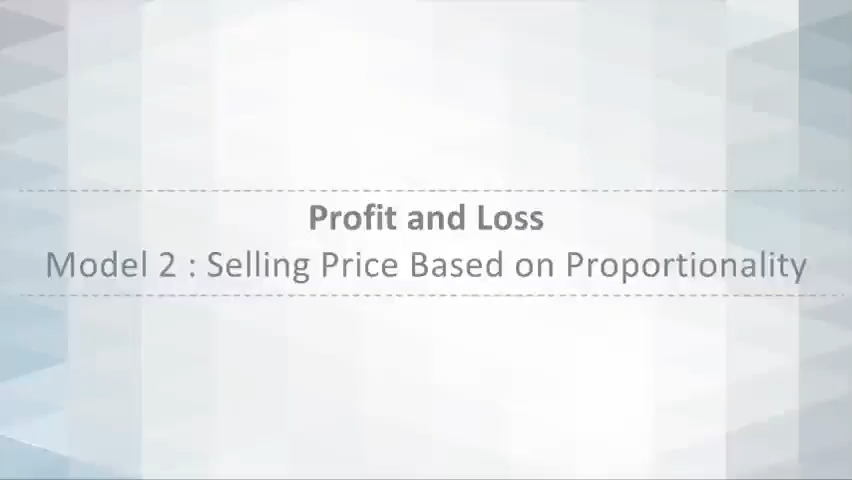 Profit and Loss
Model 2 : Selling Price Based on Proportionality